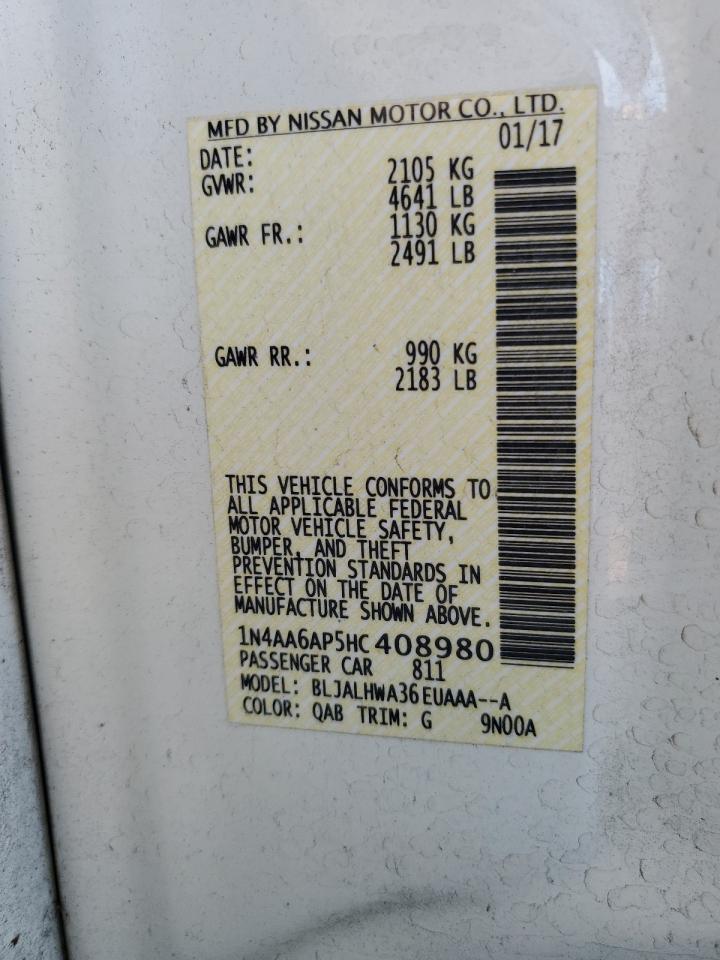 MFD BY NISSAN MOTOR CO., LTD.
DATE: 01/17
GVWR: 2105 KG
4641 LB
GAWR FR.: 1130 KG
2491 LB
GAWR RR.: 990 KG
2183 LB
THIS VEHICLE CONFORMS TO
ALL APPLICABLE FEDERAL
MOTOR VEHICLE SAFETY,
BUMPER, AND THEFT
PREVENTION STANDARDS IN
EFFECT ON THE DATE OF
MANUFACTURE SHOWN ABOVE.
1N4AA6AP5HC408980
PASSENGER CAR 811
MODEL: BLJALHWA36EUAAA--A
COLOR: QAB TRIM: G 9N00A